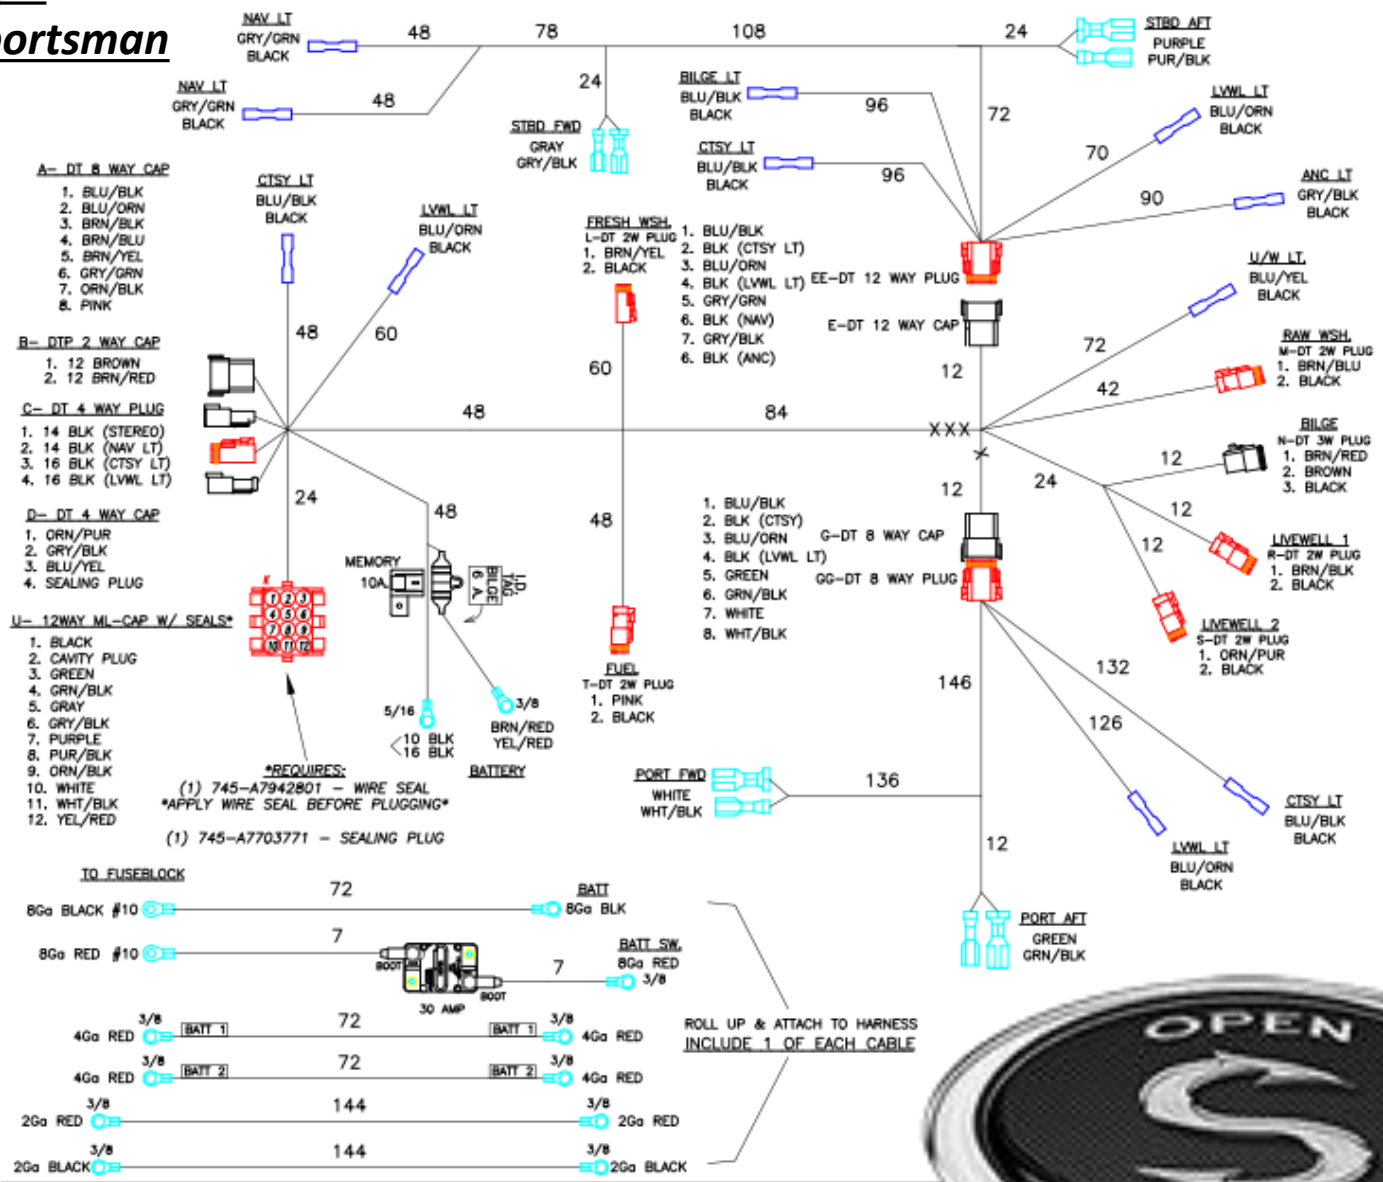 ortsman
NAV LT
GRY/GRN
BLACK
48
78
108
24
STBD AFT
PURPLE
PUR/BLK
NAV LT
GRY/GRN
BLACK
48
24
STBD FWD
GRAY
GRY/BLK
BILGE LT
BLU/BLK
BLACK
96
72
CTSY LT
BLU/BLK
BLACK
96
LVWL LT
BLU/ORN
BLACK
70
ANC LT
GRY/BLK
BLACK
90
A- DT 8 WAY CAP
1. BLU/BLK
2. BLU/ORN
3. BRN/BLK
4. BRN/BLU
5. BRN/YEL
6. GRY/GRN
7. ORN/BLK
8. PINK
CTSY LT
BLU/BLK
BLACK
48
LVWL LT
BLU/ORN
BLACK
60
FRESH WSH.
L-DT 2W PLUG
1. BRN/YEL
2. BLACK
60
1. BLU/BLK
2. BLK (CTSY LT)
3. BLU/ORN
4. BLK (LVWL LT)
5. GRY/GRN
6. BLK (NAV)
7. GRY/BLK
6. BLK (ANC)
EE-DT 12 WAY PLUG
E-DT 12 WAY CAP
12
U/W LT.
BLU/YEL
BLACK
72
RAW WSH.
M-DT 2W PLUG
1. BRN/BLU
2. BLACK
42
B- DTP 2 WAY CAP
1. 12 BROWN
2. 12 BRN/RED
C- DT 4 WAY PLUG
1. 14 BLK (STEREO)
2. 14 BLK (NAV LT)
3. 16 BLK (CTSY LT)
4. 16 BLK (LVWL LT)
48
84
XXX
X
BILGE
N-DT 3W PLUG
1. BRN/RED
2. BROWN
3. BLACK
12
24
12
12
12
LIVEWELL 1
R-DT 2W PLUG
1. BRN/BLK
2. BLACK
LIVEWELL 2
S-DT 2W PLUG
1. ORN/PUR
2. BLACK
D- DT 4 WAY CAP
1. ORN/PUR
2. GRY/BLK
3. BLU/YEL
4. SEALING PLUG
24
48
48
MEMORY
10A.
I.D.
TAG
BILGE
6 A.
1. BLU/BLK
2. BLK (CTSY)
3. BLU/ORN
4. BLK (LVWL LT)
5. GREEN
6. GRN/BLK
7. WHITE
8. WHT/BLK
G-DT 8 WAY CAP
GG-DT 8 WAY PLUG
K
1 2 3
4 5 6
7 8 9
10 11 12
U- 12WAY ML-CAP W/ SEALS*
1. BLACK
2. CAVITY PLUG
3. GREEN
4. GRN/BLK
5. GRAY
6. GRY/BLK
7. PURPLE
8. PUR/BLK
9. ORN/BLK
10. WHITE
11. WHT/BLK
12. YEL/RED
FUEL
T-DT 2W PLUG
1. PINK
2. BLACK
146
132
126
5/16
10 BLK
16 BLK
3/8
BRN/RED
YEL/RED
BATTERY
*REQUIRES:
(1) 745-A7942801 - WIRE SEAL
*APPLY WIRE SEAL BEFORE PLUGGING*
(1) 745-A7703771 - SEALING PLUG
PORT FWD
WHITE
WHT/BLK
136
12
CTSY LT
BLU/BLK
BLACK
LVWL LT
BLU/ORN
BLACK
PORT AFT
GREEN
GRN/BLK
TO FUSEBLOCK
8Ga BLACK #10
72
BATT
8Ga BLK
8Ga RED #10
7
BOOT
30 AMP
BOOT
7
BATT SW.
8Ga RED
3/8
4Ga RED
3/8
BATT 1
72
BATT 1
3/8
4Ga RED
4Ga RED
3/8
BATT 2
72
BATT 2
3/8
4Ga RED
2Ga RED
3/8
144
3/8
2Ga RED
2Ga BLACK
3/8
144
3/8
2Ga BLACK
ROLL UP & ATTACH TO HARNESS
INCLUDE 1 OF EACH CABLE
OPEN
S